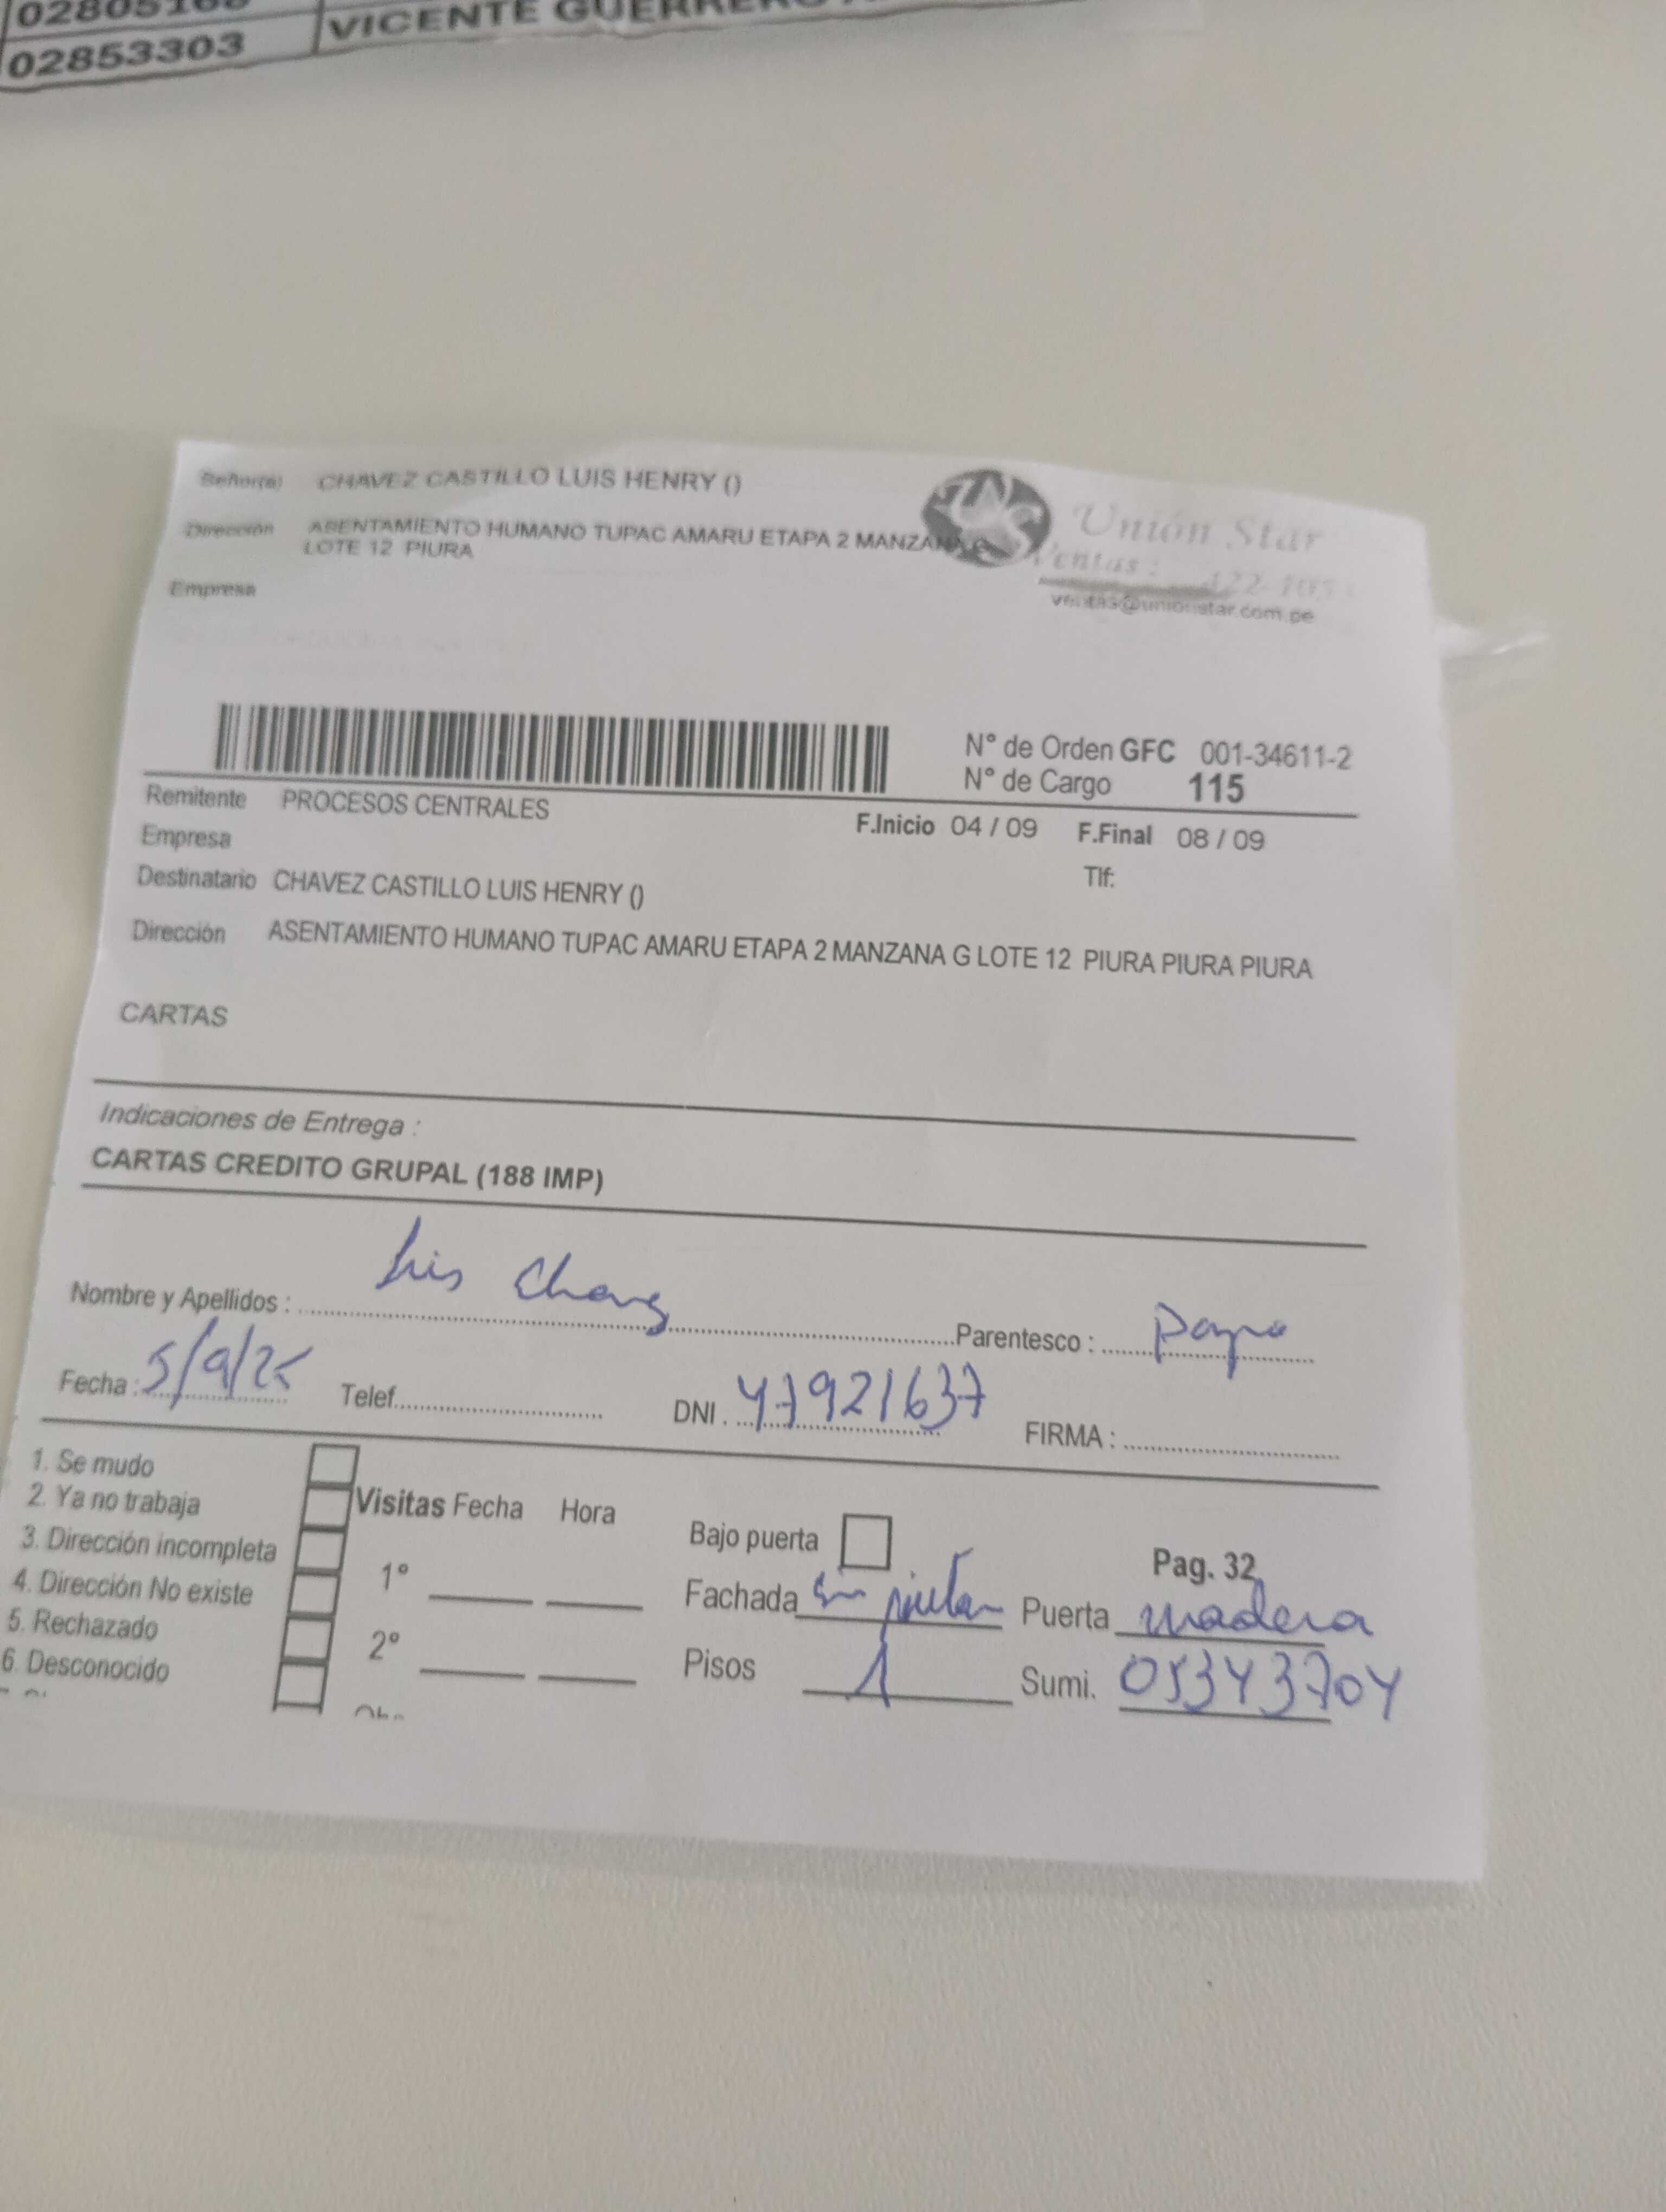 02853303
VICENTE
Señor(a) CHAVEZ CASTILLO LUIS HENRY ()
Dirección ASENTAMIENTO HUMANO TUPAC AMARU ETAPA 2 MANZANA G
LOTE 12 PIURA
Empresa
Unión Star
Ventas :
ventas@unionstar.com.pe
N° de Orden GFC 001-34611-2
N° de Cargo 115
Remitente PROCESOS CENTRALES
F.Inicio 04 / 09 F.Final 08 / 09
Empresa
Tlf:
Destinatario CHAVEZ CASTILLO LUIS HENRY ()
Dirección ASENTAMIENTO HUMANO TUPAC AMARU ETAPA 2 MANZANA G LOTE 12 PIURA PIURA PIURA
CARTAS
Indicaciones de Entrega :
CARTAS CREDITO GRUPAL (188 IMP)
Nombre y Apellidos : Luis Chavez Parentesco : papa
Fecha : 5/9/25 Telef. DNI . 47921637 FIRMA :
1. Se mudo
2. Ya no trabaja
3. Dirección incompleta
4. Dirección No existe
5. Rechazado
6. Desconocido
Visitas Fecha Hora
1°
2°
Bajo puerta
Pag. 32
Fachada sin pintar Puerta madera
Pisos 1 Sumi. 05343704